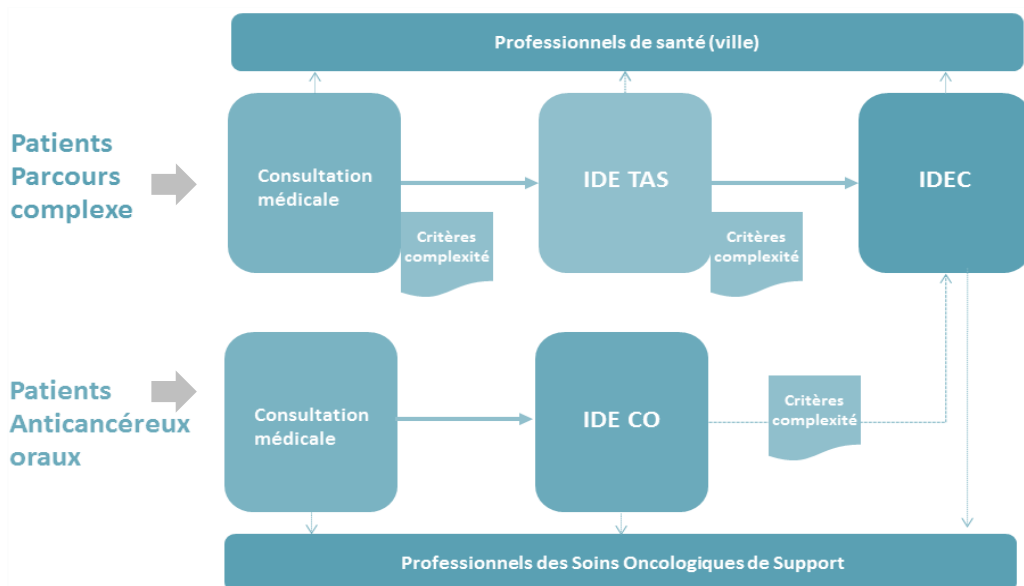 Professionnels de santé (ville)
Patients
Parcours
complexe
Consultation
médicale
Critères
complexité
IDE TAS
Critères
complexité
IDEC
Patients
Anticancéreux
oraux
Consultation
médicale
IDE CO
Critères
complexité
Professionnels des Soins Oncologiques de Support